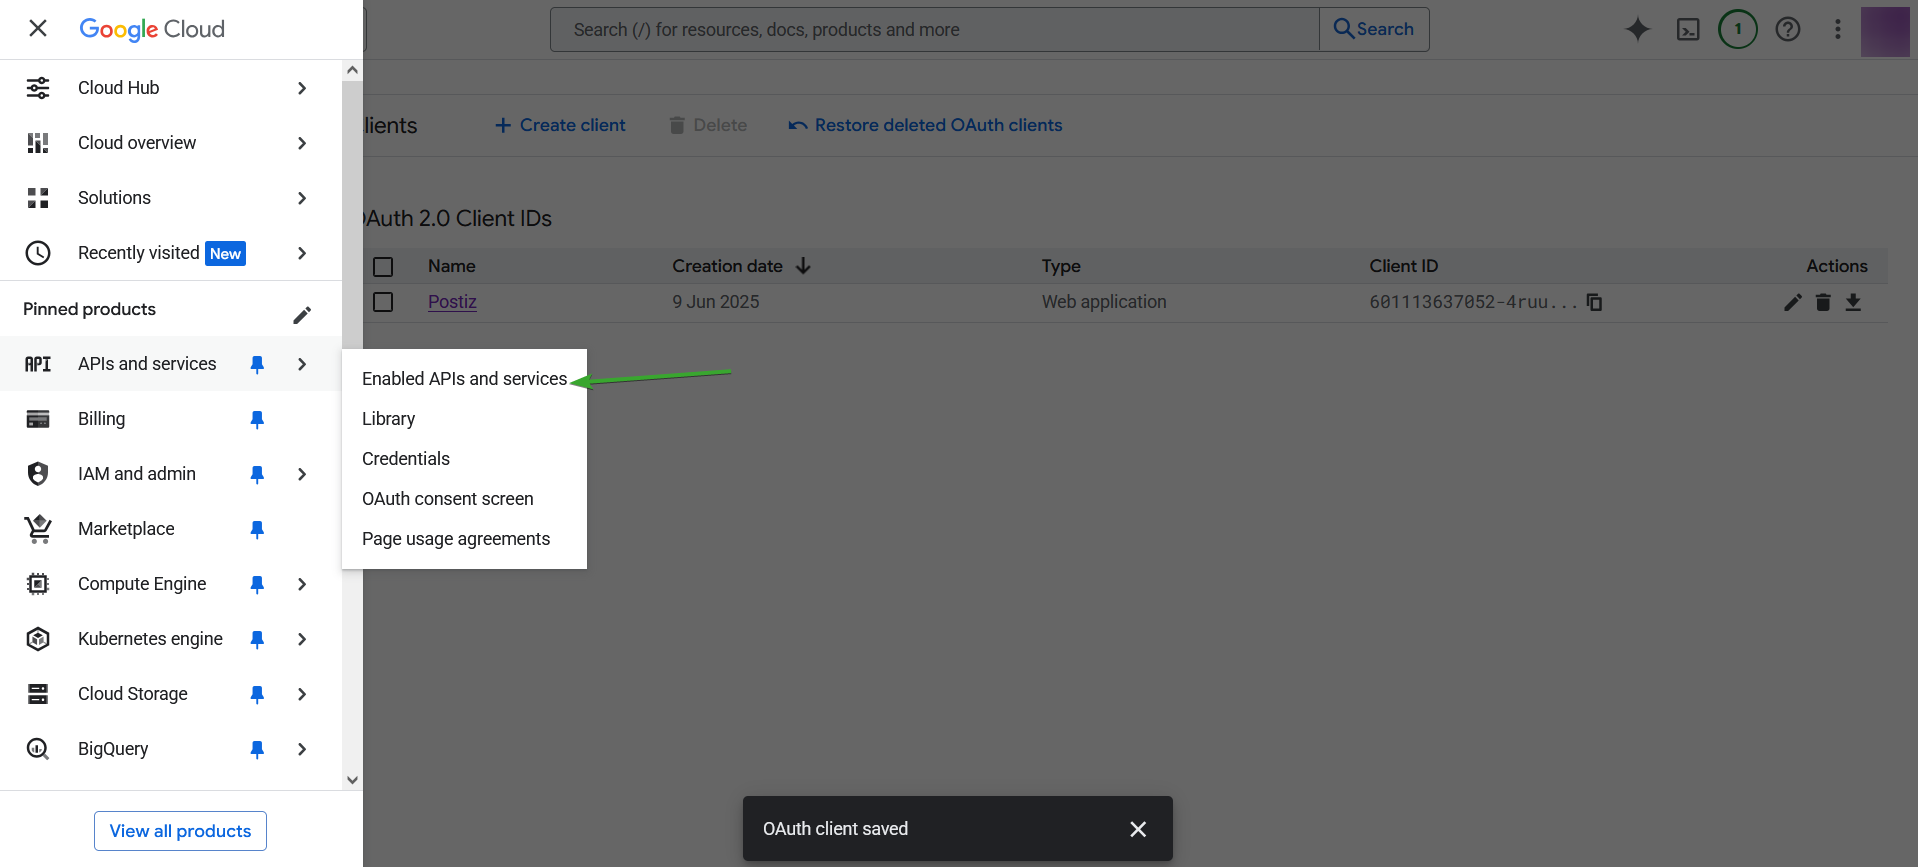 Google Cloud
Search (/) for resources, docs, products and more
Search
1
Cloud Hub
Cloud overview
Solutions
Recently visited New
Pinned products
API APIs and services
Billing
IAM and admin
Marketplace
Compute Engine
Kubernetes engine
Cloud Storage
BigQuery
View all products
Enabled APIs and services
Library
Credentials
OAuth consent screen
Page usage agreements
lients
Create client
Delete
Restore deleted OAuth clients
Auth 2.0 Client IDs
Name Creation date Type Client ID Actions
Postiz 9 Jun 2025 Web application 601113637052-4ruu...
OAuth client saved